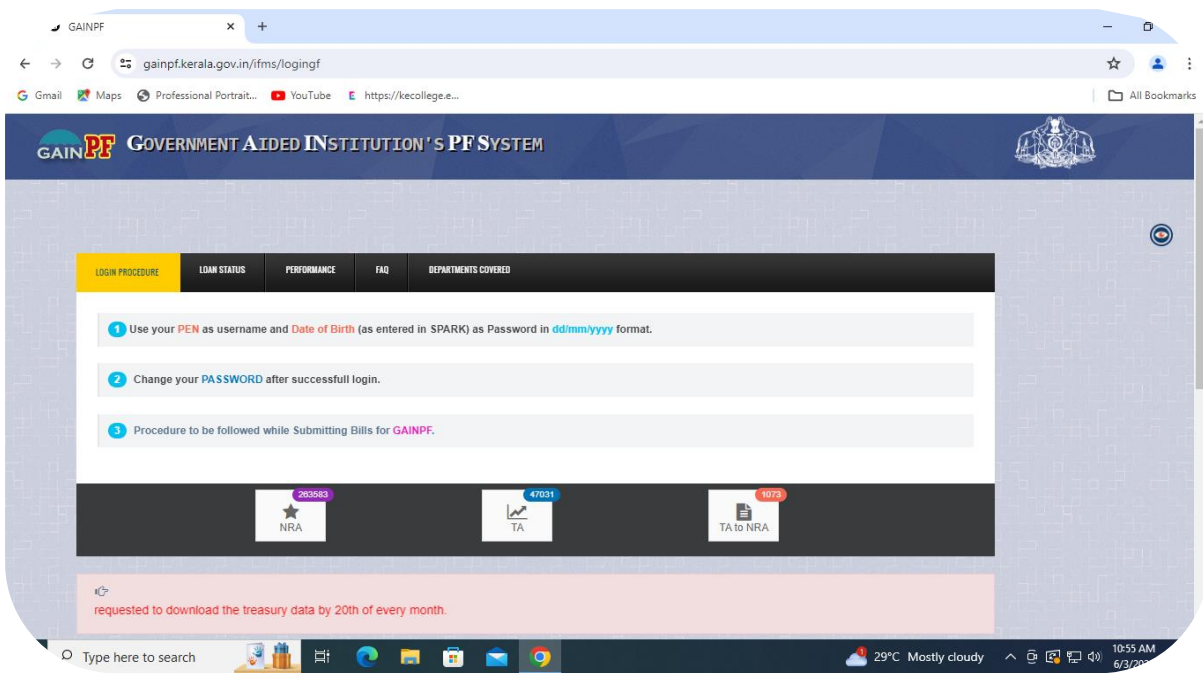 GAINPF
gainpf.kerala.gov.in/ifms/logingf
Gmail Maps Professional Portrait... YouTube https://kecollege.e... All Bookmarks
GAINPF GOVERNMENT AIDED INSTITUTION'S PF SYSTEM
LOGIN PROCEDURE LOAN STATUS PERFORMANCE FAQ DEPARTMENTS COVERED
1 Use your PEN as username and Date of Birth (as entered in SPARK) as Password in dd/mm/yyyy format.
2 Change your PASSWORD after successfull login.
3 Procedure to be followed while Submitting Bills for GAINPF.
263583 47031 1073
NRA TA TA to NRA
requested to download the treasury data by 20th of every month.
Type here to search 1 29°C Mostly cloudy 10:55 AM